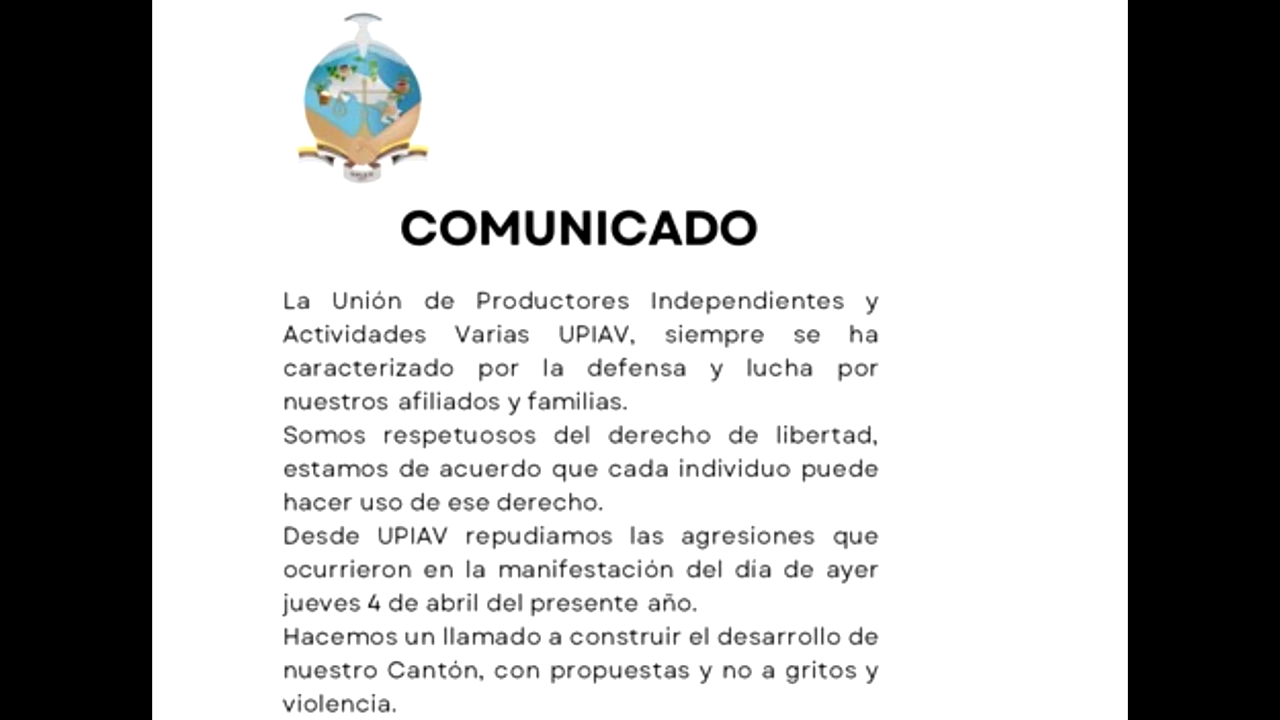 COMUNICADO
La Unión de Productores Independientes y
Actividades Varias UPIAV, siempre se ha
caracterizado por la defensa y lucha por
nuestros afiliados y familias.
Somos respetuosos del derecho de libertad,
estamos de acuerdo que cada individuo puede
hacer uso de ese derecho.
Desde UPIAV repudiamos las agresiones que
ocurrieron en la manifestación del día de ayer
jueves 4 de abril del presente año.
Hacemos un llamado a construir el desarrollo de
nuestro Cantón, con propuestas y no a gritos y
violencia.